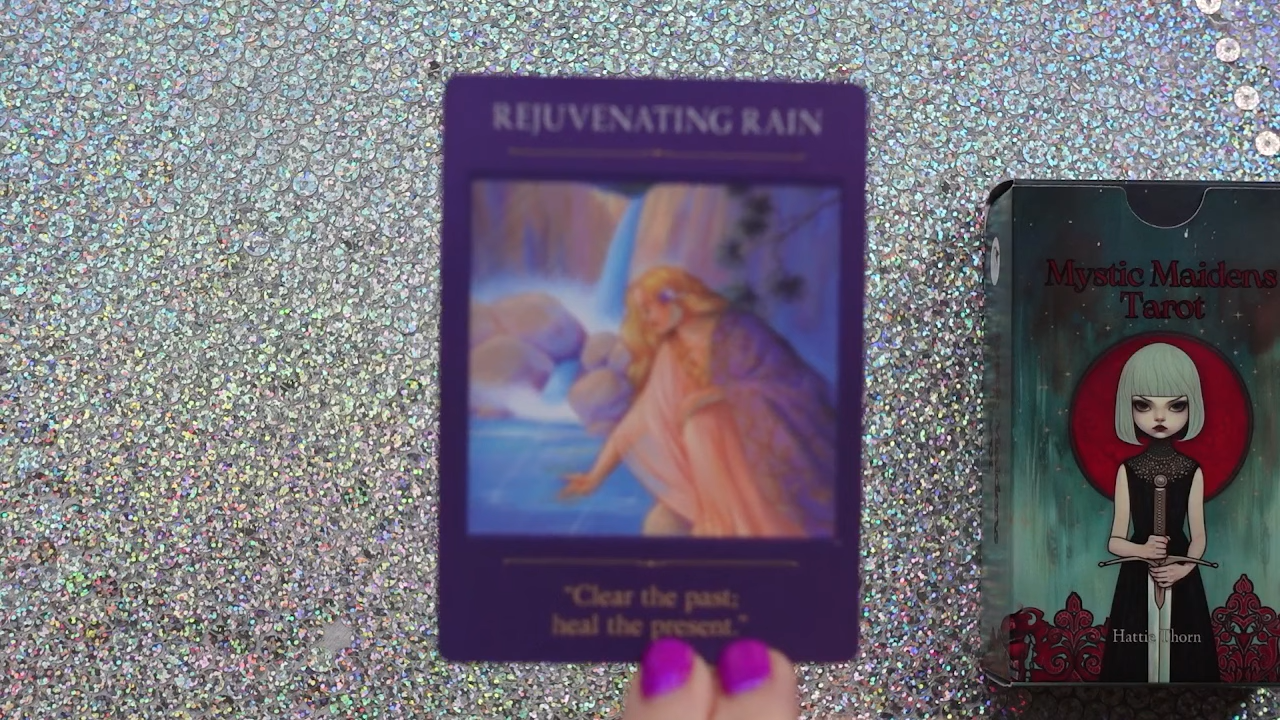 REJUVENATING RAIN
"Clear the past;
heal the present."
Mystic Maidens
Tarot
Hattie Thorn